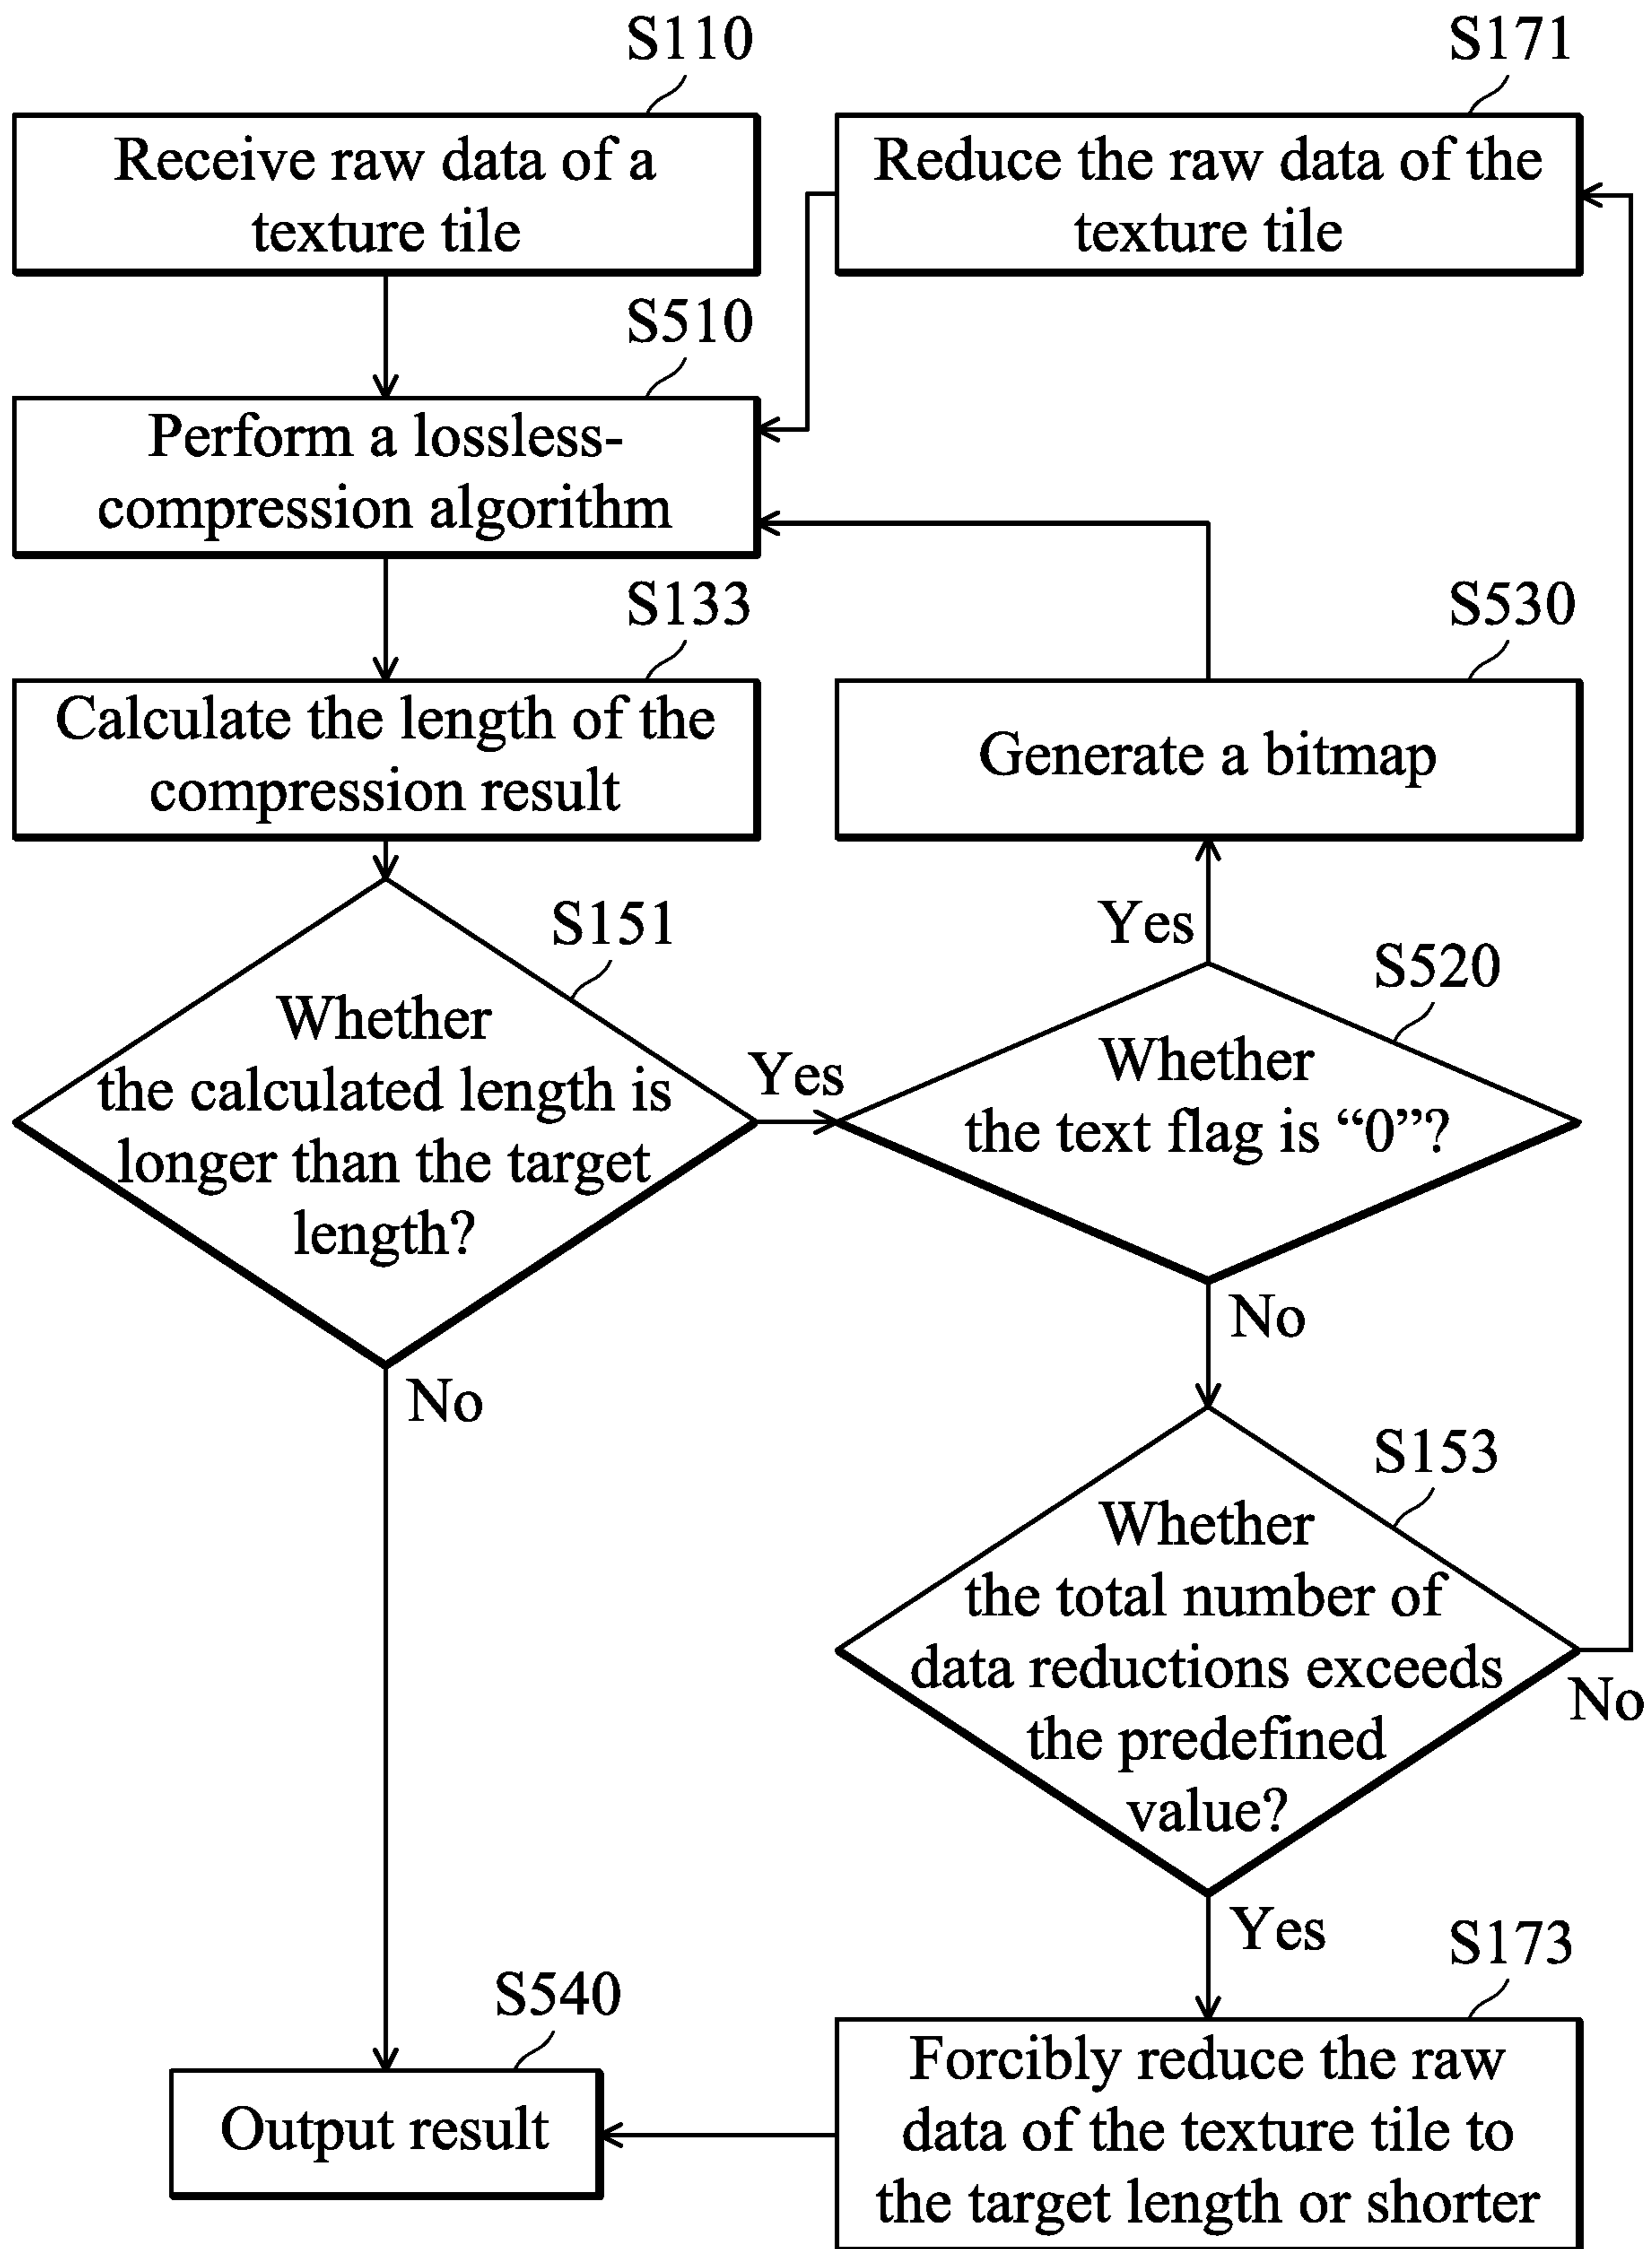 S110
Receive raw data of a
texture tile
S171
Reduce the raw data of the
texture tile
S510
Perform a lossless-
compression algorithm
S133
Calculate the length of the
compression result
S530
Generate a bitmap
Yes
S151
Whether
the calculated length is
longer than the target
length?
Yes
No
S520
Whether
the text flag is “0”?
No
S153
Whether
the total number of
data reductions exceeds
the predefined
value?
No
Yes
S540
Output result
S173
Forcibly reduce the raw
data of the texture tile to
the target length or shorter